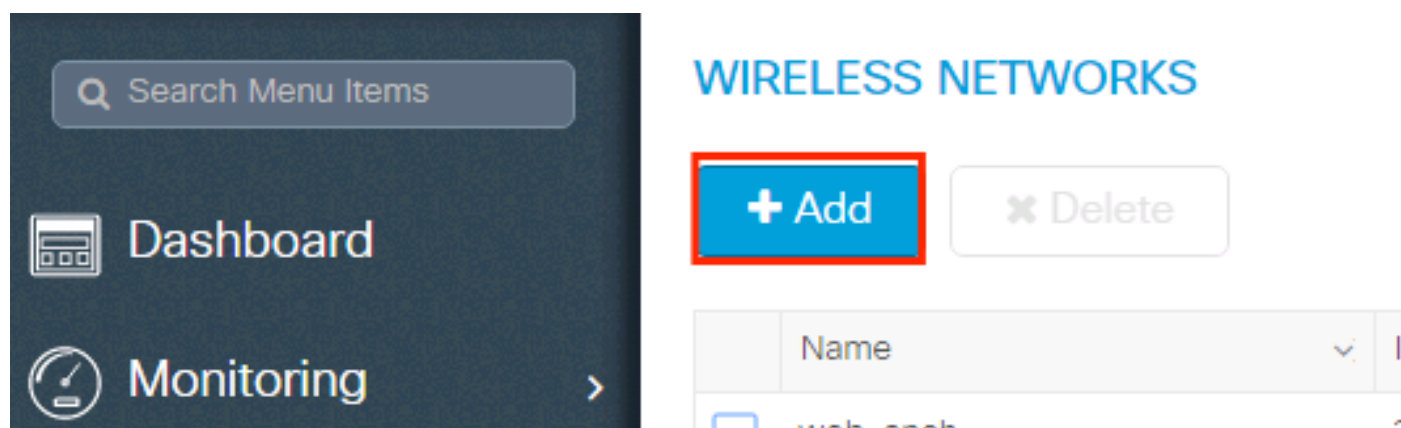 Search Menu Items
WIRELESS NETWORKS
Add
Delete
Dashboard
Name
Monitoring